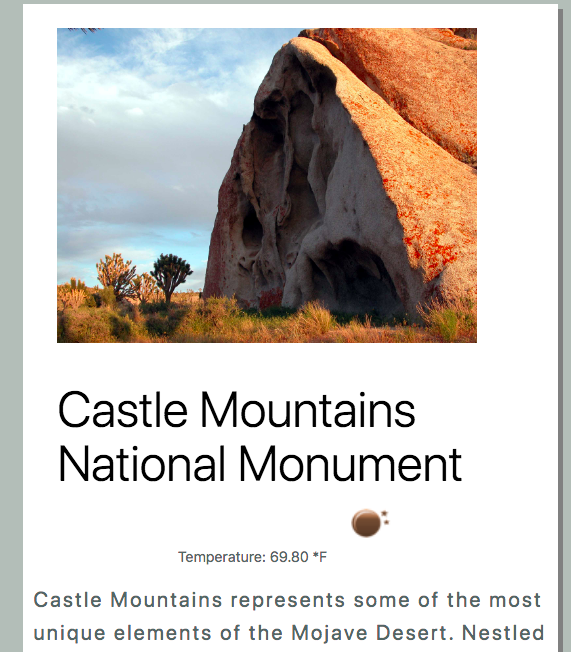 Castle Mountains
National Monument
Temperature: 69.80 *F
Castle Mountains represents some of the most
unique elements of the Mojave Desert. Nestled